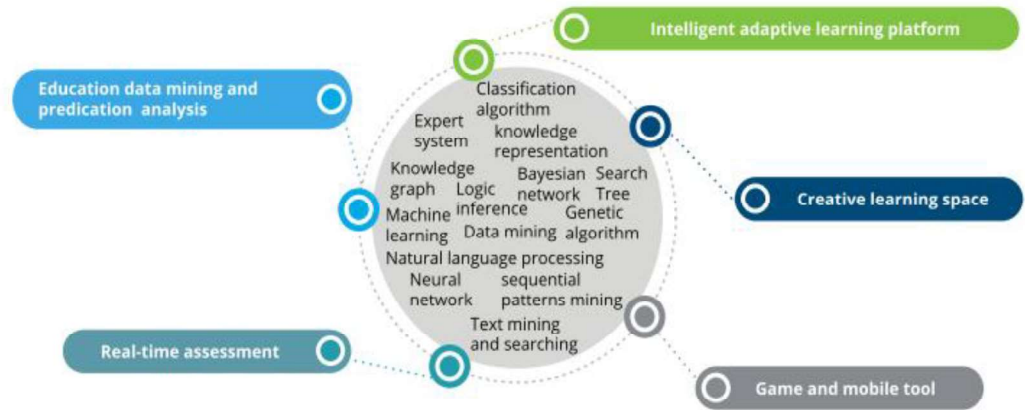 Intelligent adaptive learning platform
Education data mining and
predication analysis
Classification
algorithm
Expert
system
knowledge
representation
Knowledge
graph
Logic
inference
Bayesian
network
Search
Tree
Machine
learning
Data mining
Genetic
algorithm
Creative learning space
Natural language processing
Neural
network
sequential
patterns mining
Text mining
and searching
Real-time assessment
Game and mobile tool